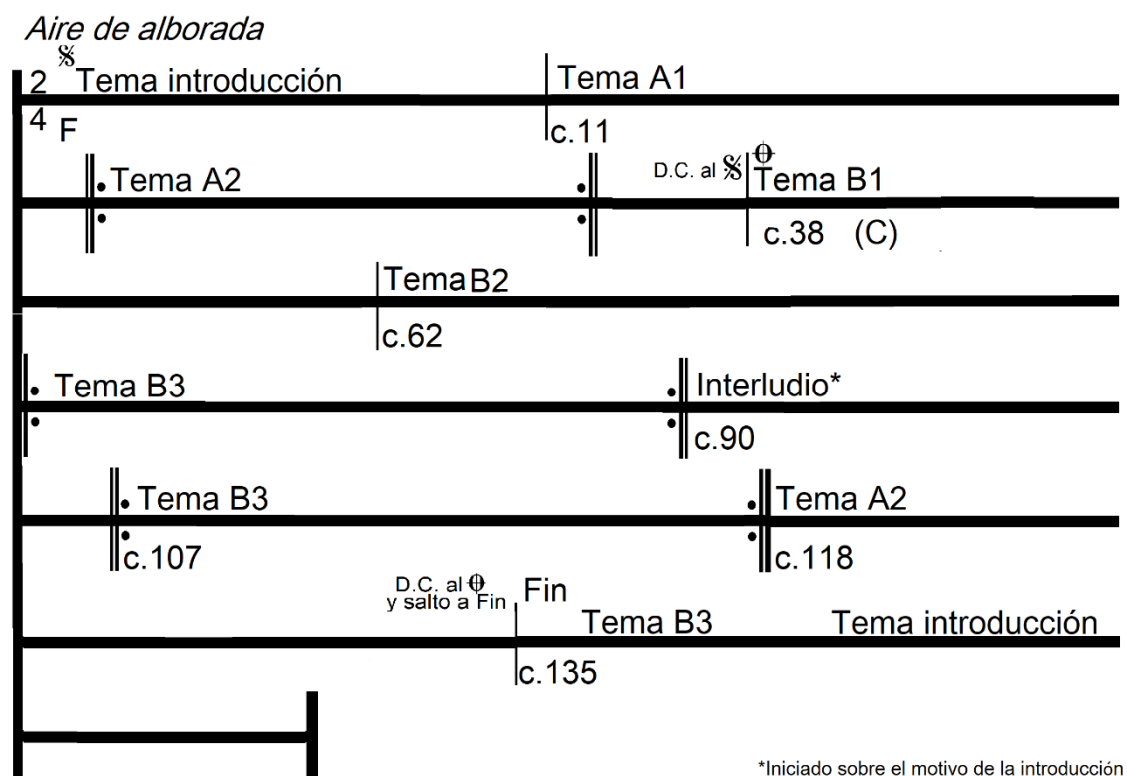 Aire de alborada
𝄋
2 Tema introducción Tema A1
4 F c.11
Tema A2 D.C. al 𝄋 𝄌 Tema B1
c.38 (C)
Tema B2
c.62
Tema B3 Interludio*
c.90
Tema B3 Tema A2
c.107 c.118
D.C. al 𝄌
y salto a Fin
Fin
Tema B3 Tema introducción
c.135
*Iniciado sobre el motivo de la introducción